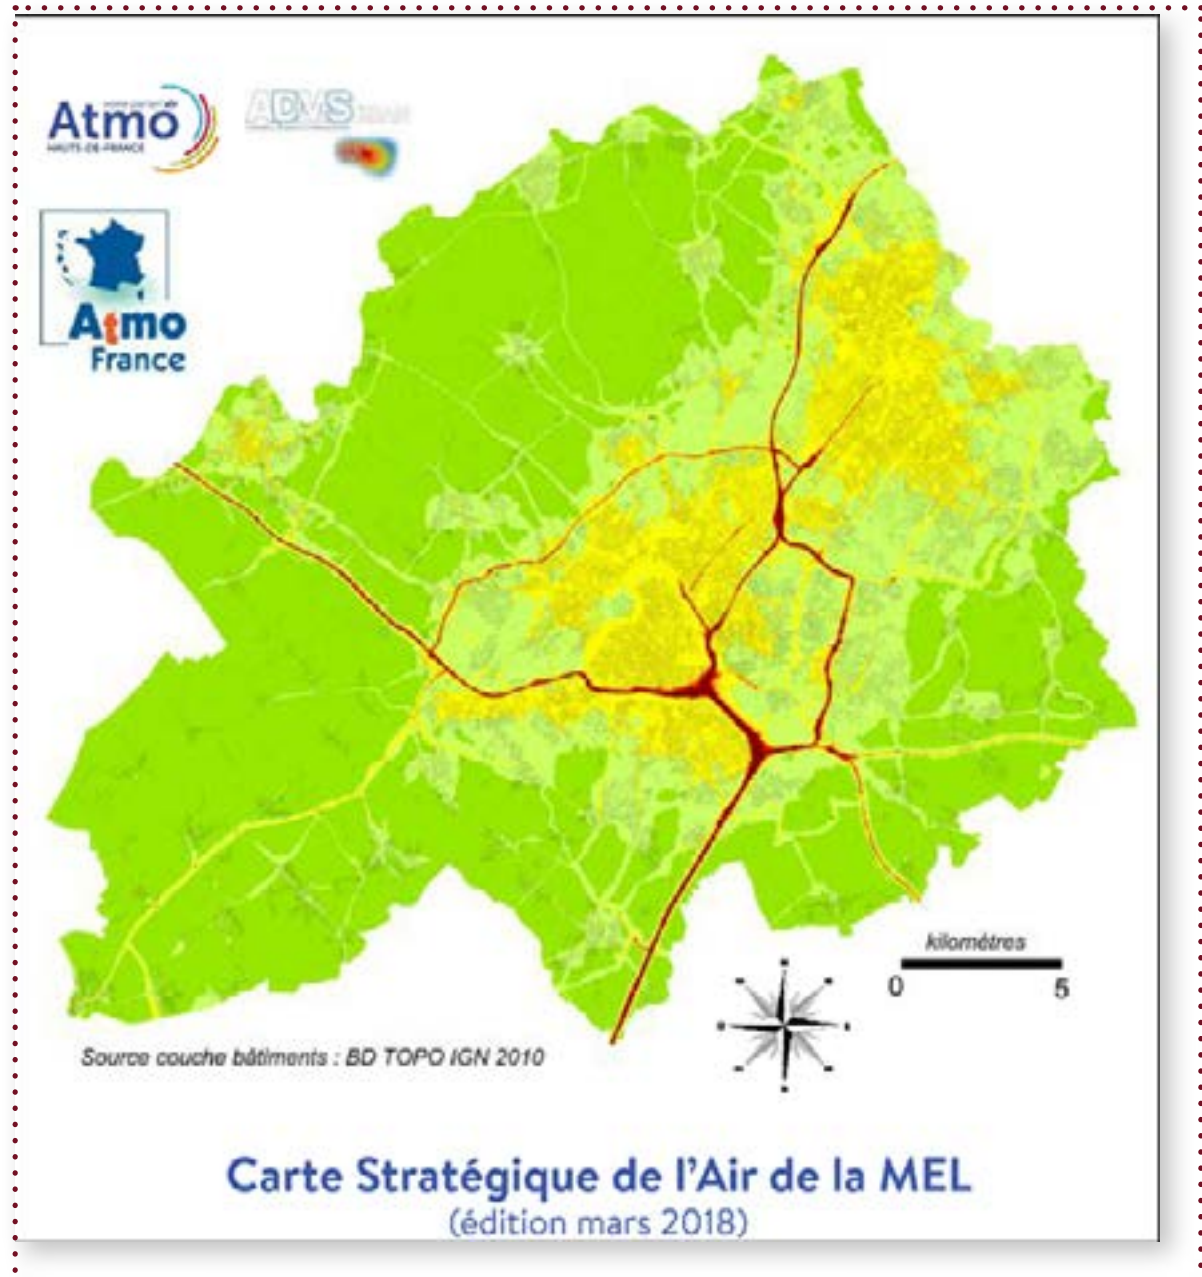 Atmo
HAUTS-DE-FRANCE
ADMS
Atmo
France
kilomètres
0 5
Source couche bâtiments : BD TOPO IGN 2010
Carte Stratégique de l'Air de la MEL
(édition mars 2018)